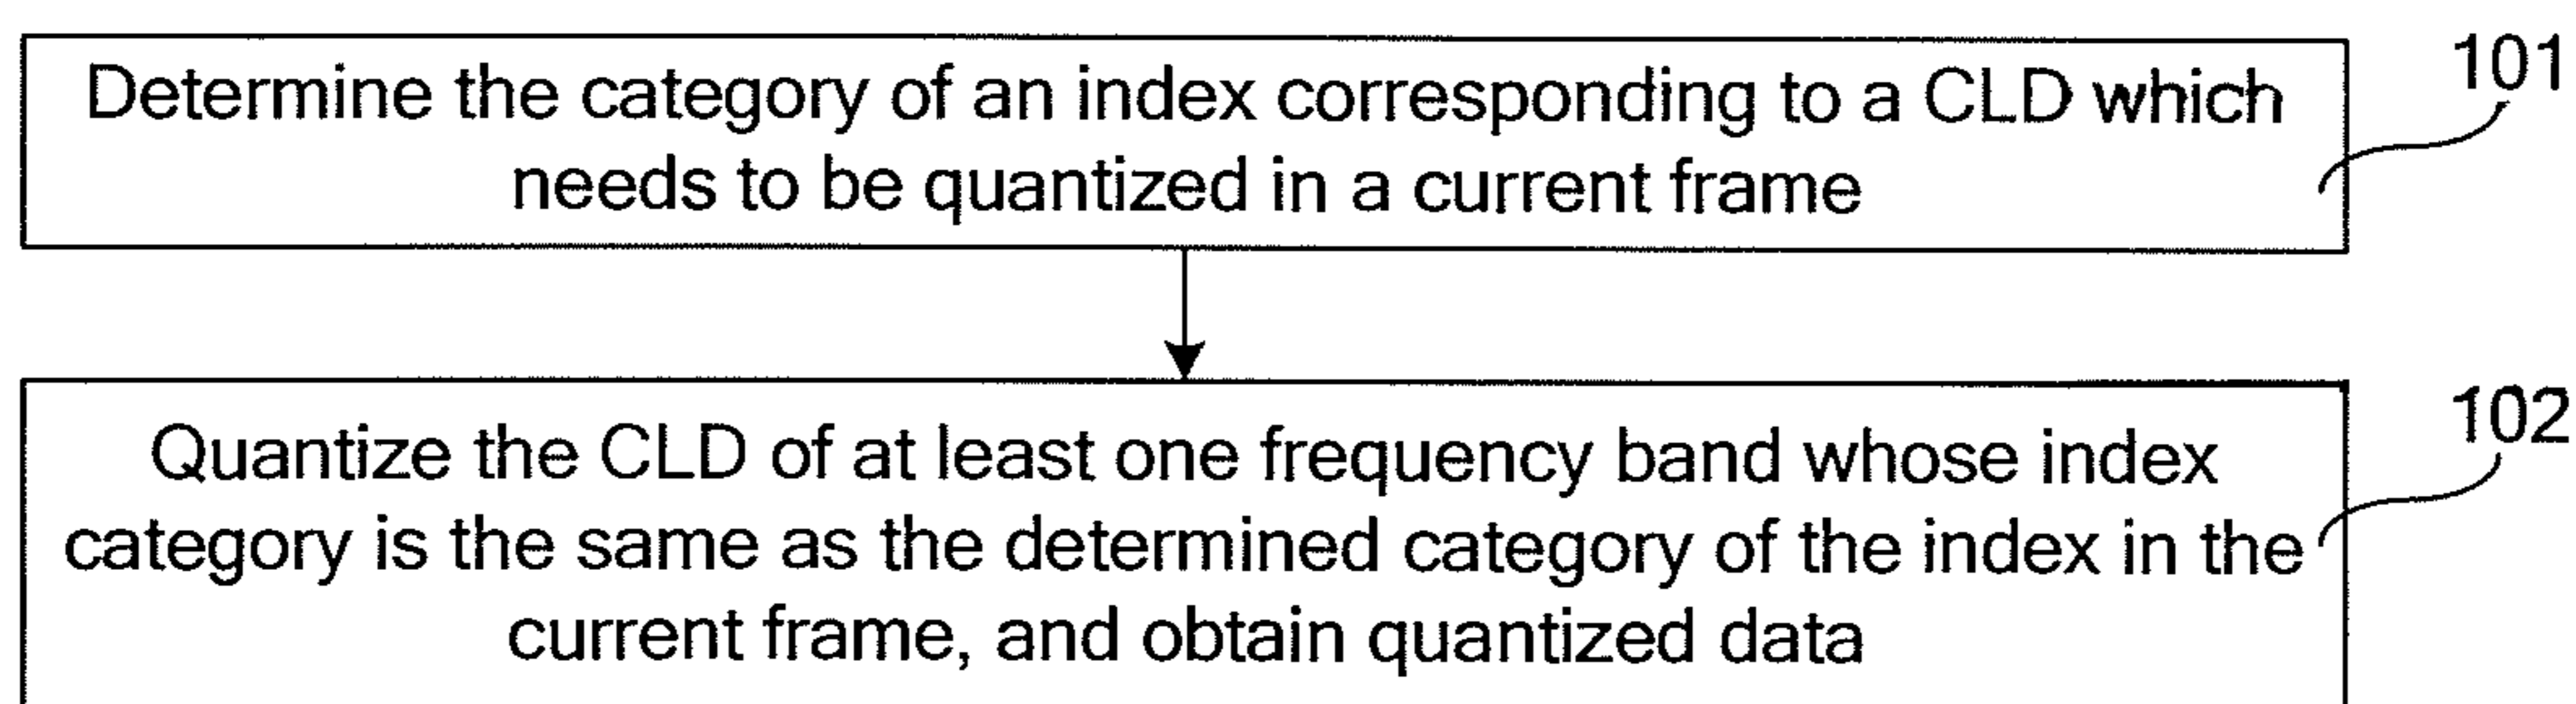 Determine the category of an index corresponding to a CLD which
needs to be quantized in a current frame
101
Quantize the CLD of at least one frequency band whose index
category is the same as the determined category of the index in the
current frame, and obtain quantized data
102